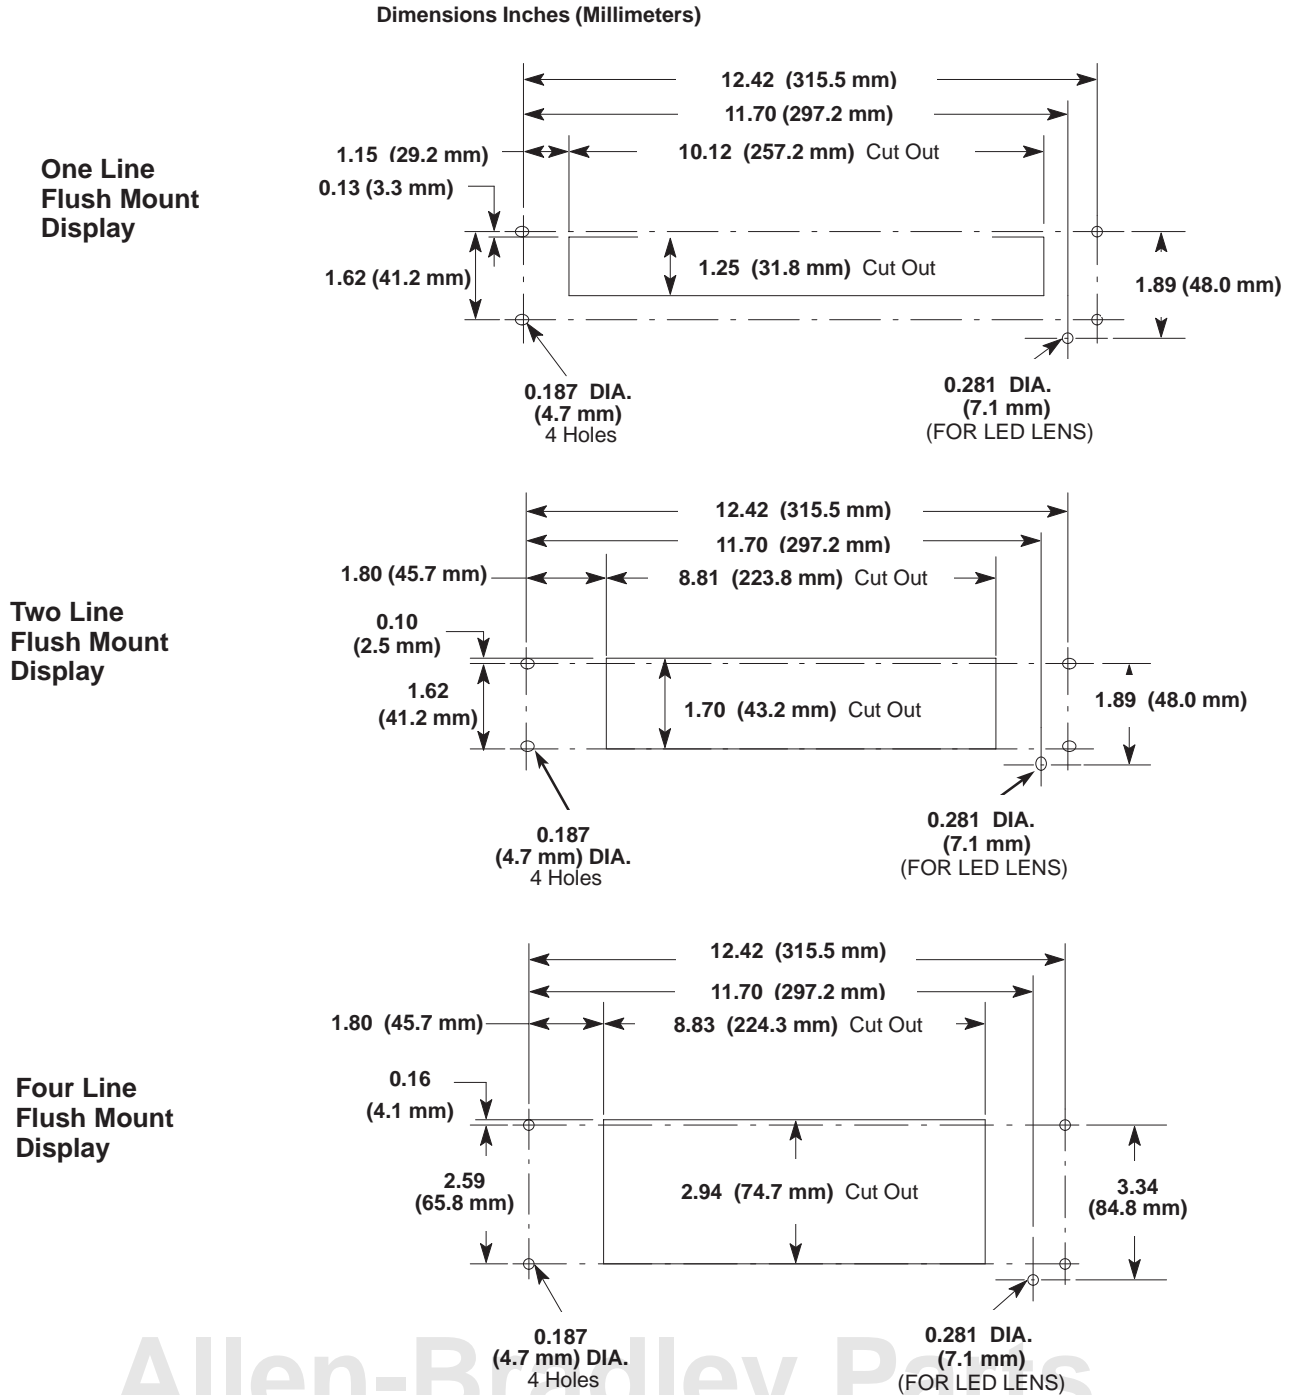 Dimensions Inches (Millimeters)
One Line
Flush Mount
Display
12.42 (315.5 mm)
11.70 (297.2 mm)
1.15 (29.2 mm)
10.12 (257.2 mm) Cut Out
0.13 (3.3 mm)
1.25 (31.8 mm) Cut Out
1.62 (41.2 mm)
1.89 (48.0 mm)
0.187 DIA.
(4.7 mm)
4 Holes
0.281 DIA.
(7.1 mm)
(FOR LED LENS)
Two Line
Flush Mount
Display
12.42 (315.5 mm)
11.70 (297.2 mm)
1.80 (45.7 mm)
8.81 (223.8 mm) Cut Out
0.10
(2.5 mm)
1.62
(41.2 mm)
1.70 (43.2 mm) Cut Out
1.89 (48.0 mm)
0.187
(4.7 mm) DIA.
4 Holes
0.281 DIA.
(7.1 mm)
(FOR LED LENS)
Four Line
Flush Mount
Display
12.42 (315.5 mm)
11.70 (297.2 mm)
1.80 (45.7 mm)
8.83 (224.3 mm) Cut Out
0.16
(4.1 mm)
2.59
(65.8 mm)
2.94 (74.7 mm) Cut Out
3.34
(84.8 mm)
0.187
(4.7 mm) DIA.
4 Holes
0.281 DIA.
(7.1 mm)
(FOR LED LENS)
Allen-Bradley Parts